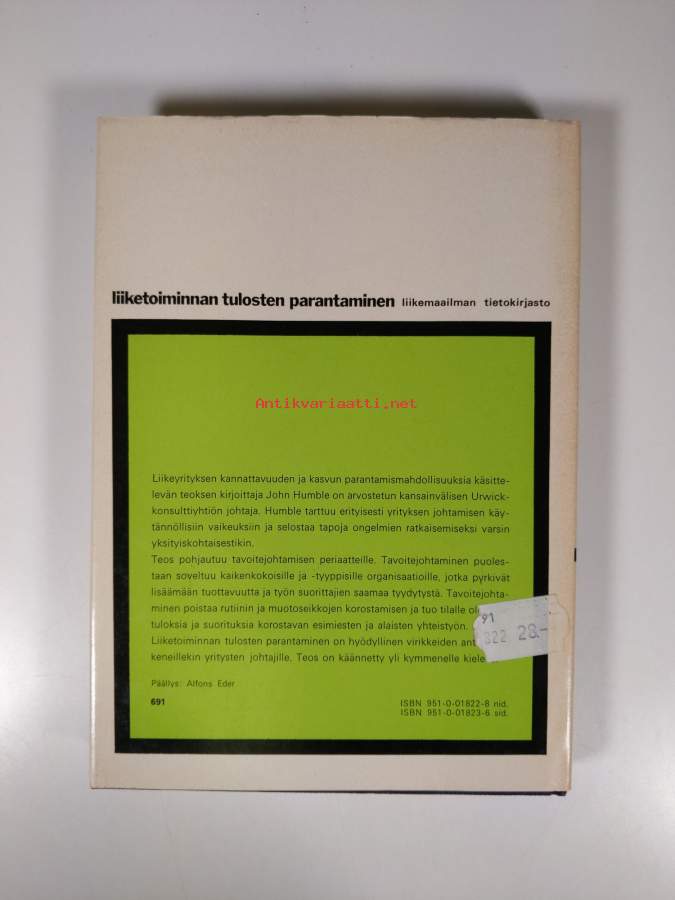 liiketoiminnan tulosten parantaminen liikemaailman tietokirjasto
Antikvariaatti.net
Liikeyrityksen kannattavuuden ja kasvun parantamismahdollisuuksia käsitte-
levän teoksen kirjoittaja John Humble on arvostetun kansainvälisen Urwick-
konsulttiyhtiön johtaja. Humble tarttuu erityisesti yrityksen johtamisen käy-
tännöllisiin vaikeuksiin ja selostaa tapoja ongelmien ratkaisemiseksi varsin
yksityiskohtaisestikin.
Teos pohjautuu tavoitejohtamisen periaatteille. Tavoitejohtaminen puoles-
taan soveltuu kaikenkokoisille ja -tyyppisille organisaatioille, jotka pyrkivät
lisäämään tuottavuutta ja työn suorittajien saamaa tyydytystä. Tavoitejohta-
minen poistaa rutiinin ja muotoseikkojen korostamisen ja tuo tilalle
tuloksia ja suorituksia korostavan esimiesten ja alaisten yhteistyön.
Liiketoiminnan tulosten parantaminen on hyödyllinen virikkeiden
keneillekin yritysten johtajille. Teos on käännetty yli kymmenelle
91
322 28.-
Päällys: Alfons Eder
691
ISBN 951-0-01822-8 nid.
ISBN 951-0-01823-6 sid.